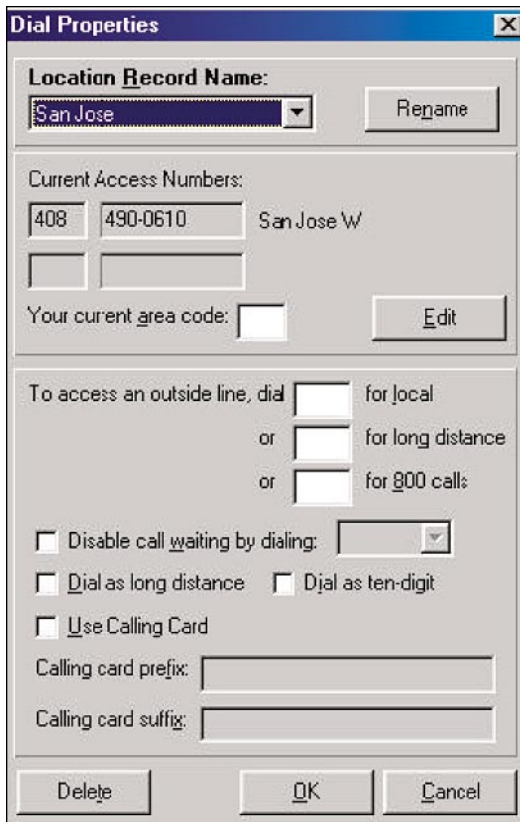 Dial Properties
Location Record Name:
San Jose
Rename
Current Access Numbers:
408 490-0610 San Jose W
Your current area code:
Edit
To access an outside line, dial for local
or for long distance
or for 800 calls
Disable call waiting by dialing:
Dial as long distance Dial as ten-digit
Use Calling Card
Calling card prefix:
Calling card suffix:
Delete OK Cancel